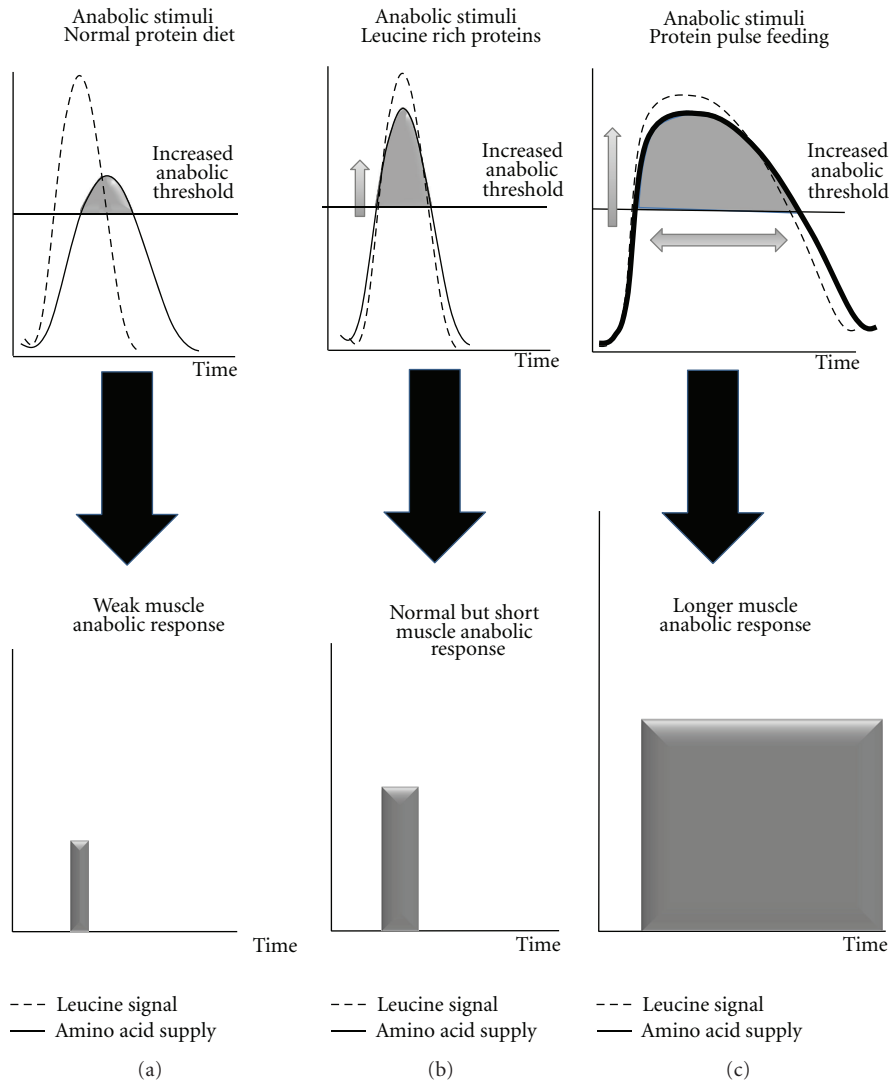 Anabolic stimuli
Normal protein diet
Increased
anabolic
threshold
Time
Weak muscle
anabolic response
Time
Leucine signal
Amino acid supply
(a)
Anabolic stimuli
Leucine rich proteins
Increased
anabolic
threshold
Time
Normal but short
muscle anabolic
response
Time
Leucine signal
Amino acid supply
(b)
Anabolic stimuli
Protein pulse feeding
Increased
anabolic
threshold
Time
Longer muscle
anabolic response
Time
Leucine signal
Amino acid supply
(c)